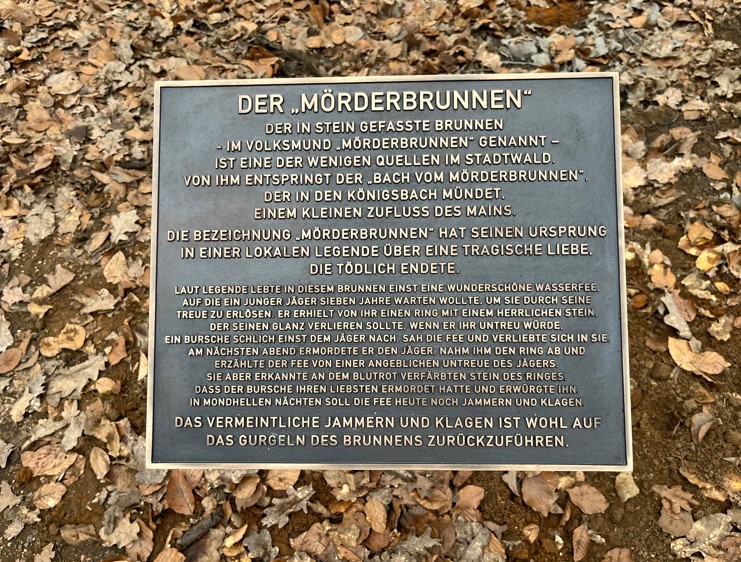 DER „MÖRDERBRUNNEN“
DER IN STEIN GEFASSTE BRUNNEN
- IM VOLKSMUND „MÖRDERBRUNNEN“ GENANNT –
IST EINE DER WENIGEN QUELLEN IM STADTWALD.
VON IHM ENTSPRINGT DER „BACH VOM MÖRDERBRUNNEN“,
DER IN DEN KÖNIGSBACH MÜNDET,
EINEM KLEINEN ZUFLUSS DES MAINS.
DIE BEZEICHNUNG „MÖRDERBRUNNEN“ HAT SEINEN URSPRUNG
IN EINER LOKALEN LEGENDE ÜBER EINE TRAGISCHE LIEBE,
DIE TÖDLICH ENDETE.
LAUT LEGENDE LEBTE IN DIESEM BRUNNEN EINST EINE WUNDERSCHÖNE WASSERFEE,
AUF DIE EIN JUNGER JÄGER SIEBEN JAHRE WARTEN WOLLTE, UM SIE DURCH SEINE
TREUE ZU ERLÖSEN. ER ERHIELT VON IHR EINEN RING MIT EINEM HERRLICHEN STEIN,
DER SEINEN GLANZ VERLIEREN SOLLTE, WENN ER IHR UNTREU WÜRDE.
EIN BURSCHE SCHLICH EINST DEM JÄGER NACH, SAH DIE FEE UND VERLIEBTE SICH IN SIE.
AM NÄCHSTEN ABEND ERMORDETE ER DEN JÄGER, NAHM IHM DEN RING AB UND
ERZÄHLTE DER FEE VON EINER ANGEBLICHEN UNTREUE DES JÄGERS.
SIE ABER ERKANNTE AN DEM BLUTROT VERFÄRBTEN STEIN DES RINGES,
DASS DER BURSCHE IHREN LIEBSTEN ERMORDET HATTE UND ERWÜRGTE IHN.
IN MONDHELLEN NÄCHTEN SOLL DIE FEE HEUTE NOCH JAMMERN UND KLAGEN.
DAS VERMEINTLICHE JAMMERN UND KLAGEN IST WOHL AUF
DAS GURGELN DES BRUNNENS ZURÜCKZUFÜHREN.